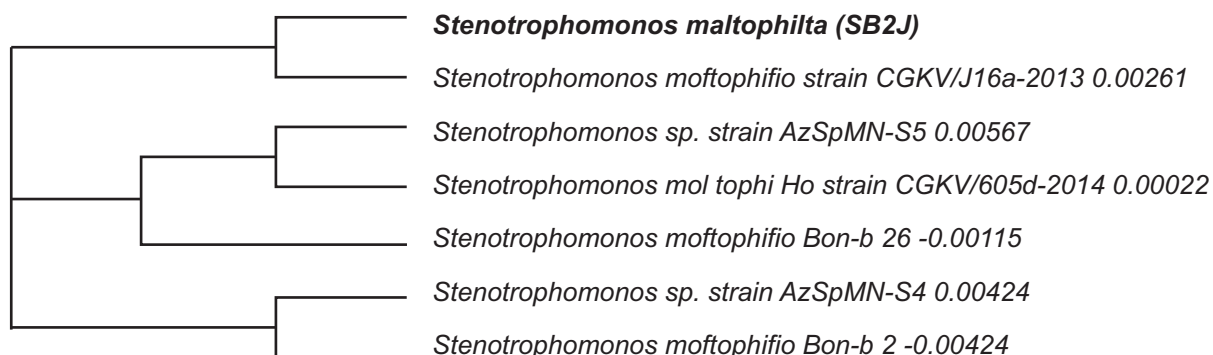 Stenotrophomonos maltophilta (SB2J)
Stenotrophomonos moftophifio strain CGKV/J16a-2013 0.00261
Stenotrophomonos sp. strain AzSpMN-S5 0.00567
Stenotrophomonos mol tophi Ho strain CGKV/605d-2014 0.00022
Stenotrophomonos moftophifio Bon-b 26 -0.00115
Stenotrophomonos sp. strain AzSpMN-S4 0.00424
Stenotrophomonos moftophifio Bon-b 2 -0.00424